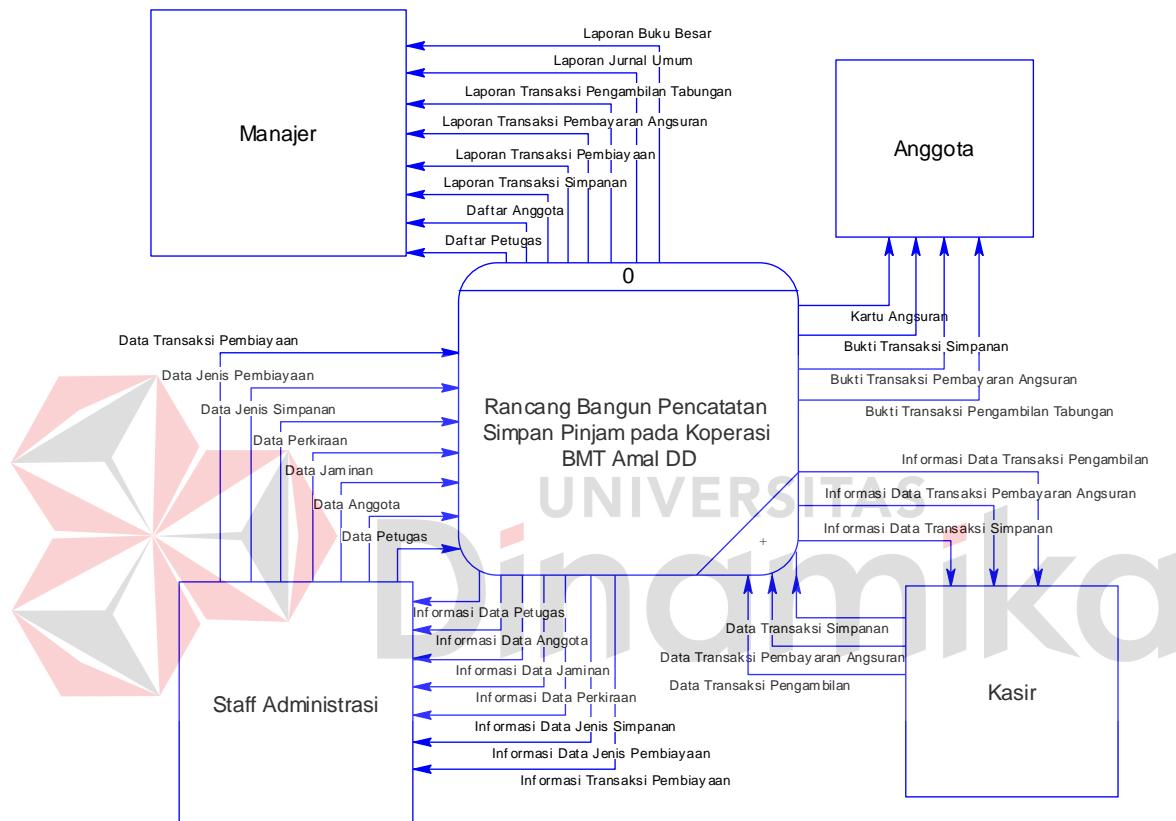 Laporan Buku Besar
Laporan Jurnal Umum
Laporan Transaksi Pengambilan Tabungan
Laporan Transaksi Pembayaran Angsuran
Laporan Transaksi Pembiayaan
Laporan Transaksi Simpanan
Daftar Anggota
Daftar Petugas
Manajer
Anggota
0
Kartu Angsuran
Bukti Transaksi Simpanan
Bukti Transaksi Pembayaran Angsuran
Bukti Transaksi Pengambilan Tabungan
Data Transaksi Pembiayaan
Data Jenis Pembiayaan
Data Jenis Simpanan
Data Perkiraan
Data Jaminan
Data Anggota
Data Petugas
Rancang Bangun Pencatatan
Simpan Pinjam pada Koperasi
BMT Amal DD
+
Informasi Data Transaksi Pengambilan
Informasi Data Transaksi Pembayaran Angsuran
Informasi Data Transaksi Simpanan
UNIVERSITAS
Dinamika
Informasi Data Petugas
Informasi Data Anggota
Informasi Data Jaminan
Informasi Data Perkiraan
Informasi Data Jenis Simpanan
Informasi Data Jenis Pembiayaan
Informasi Transaksi Pembiayaan
Staff Administrasi
Data Transaksi Simpanan
Data Transaksi Pembayaran Angsuran
Data Transaksi Pengambilan
Kasir